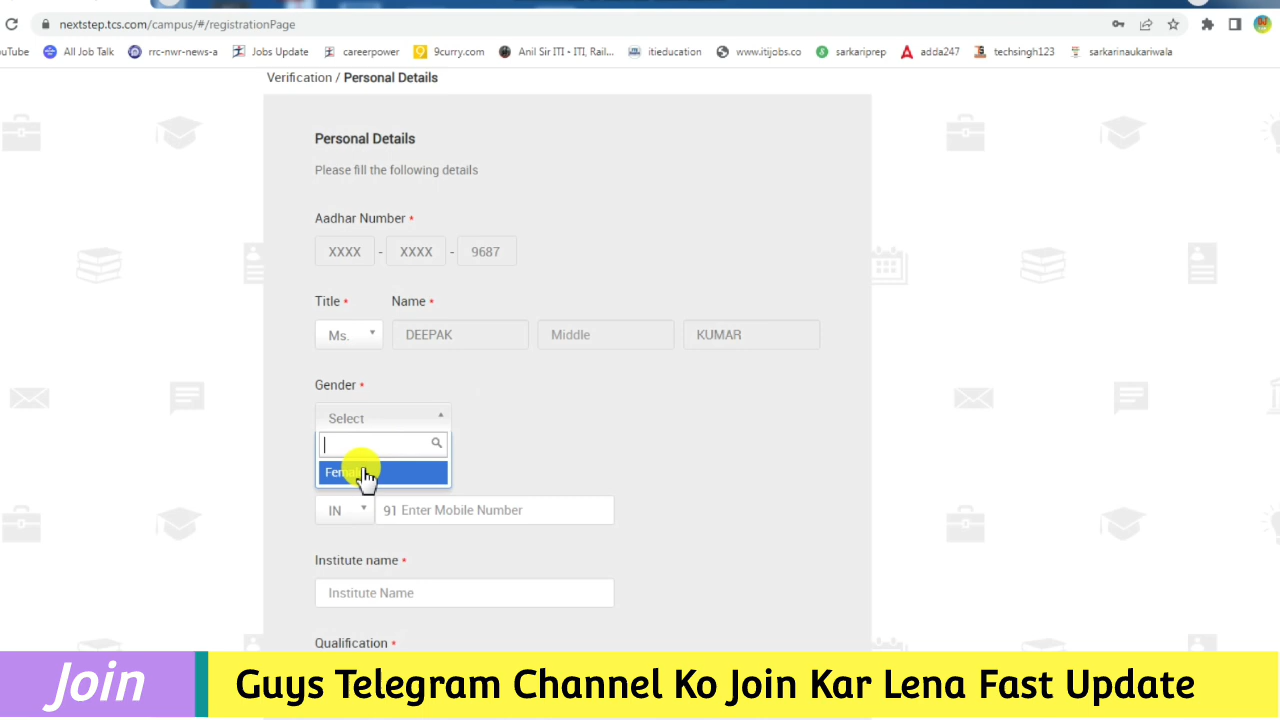 nextstep.tcs.com/campus/#/registrationPage
uTube All Job Talk rrc-nwr-news-a Jobs Update careerpower 9curry.com Anil Sir ITI - ITI, Rail... itieducation www.itijobs.co sarkariprep adda247 techsingh123 sarkarinaukariwala
Verification / Personal Details
Personal Details
Please fill the following details
Aadhar Number *
XXXX - XXXX - 9687
Title * Name *
Ms. DEEPAK Middle KUMAR
Gender *
Select
IN 91 Enter Mobile Number
Institute name *
Institute Name
Qualification *
Join Guys Telegram Channel Ko Join Kar Lena Fast Update